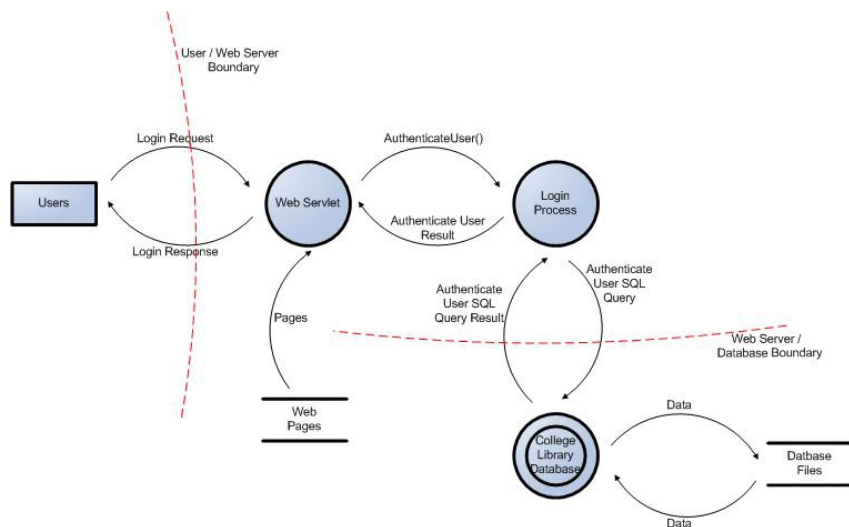 User / Web Server
Boundary
Login Request
AuthenticateUser()
Users
Web Servlet
Login
Process
Authenticate User
Result
Login Response
Authenticate
User SQL
Query Result
Authenticate
User SQL
Query
Pages
Web Server /
Database Boundary
Web
Pages
Data
College
Library
Database
Datbase
Files
Data